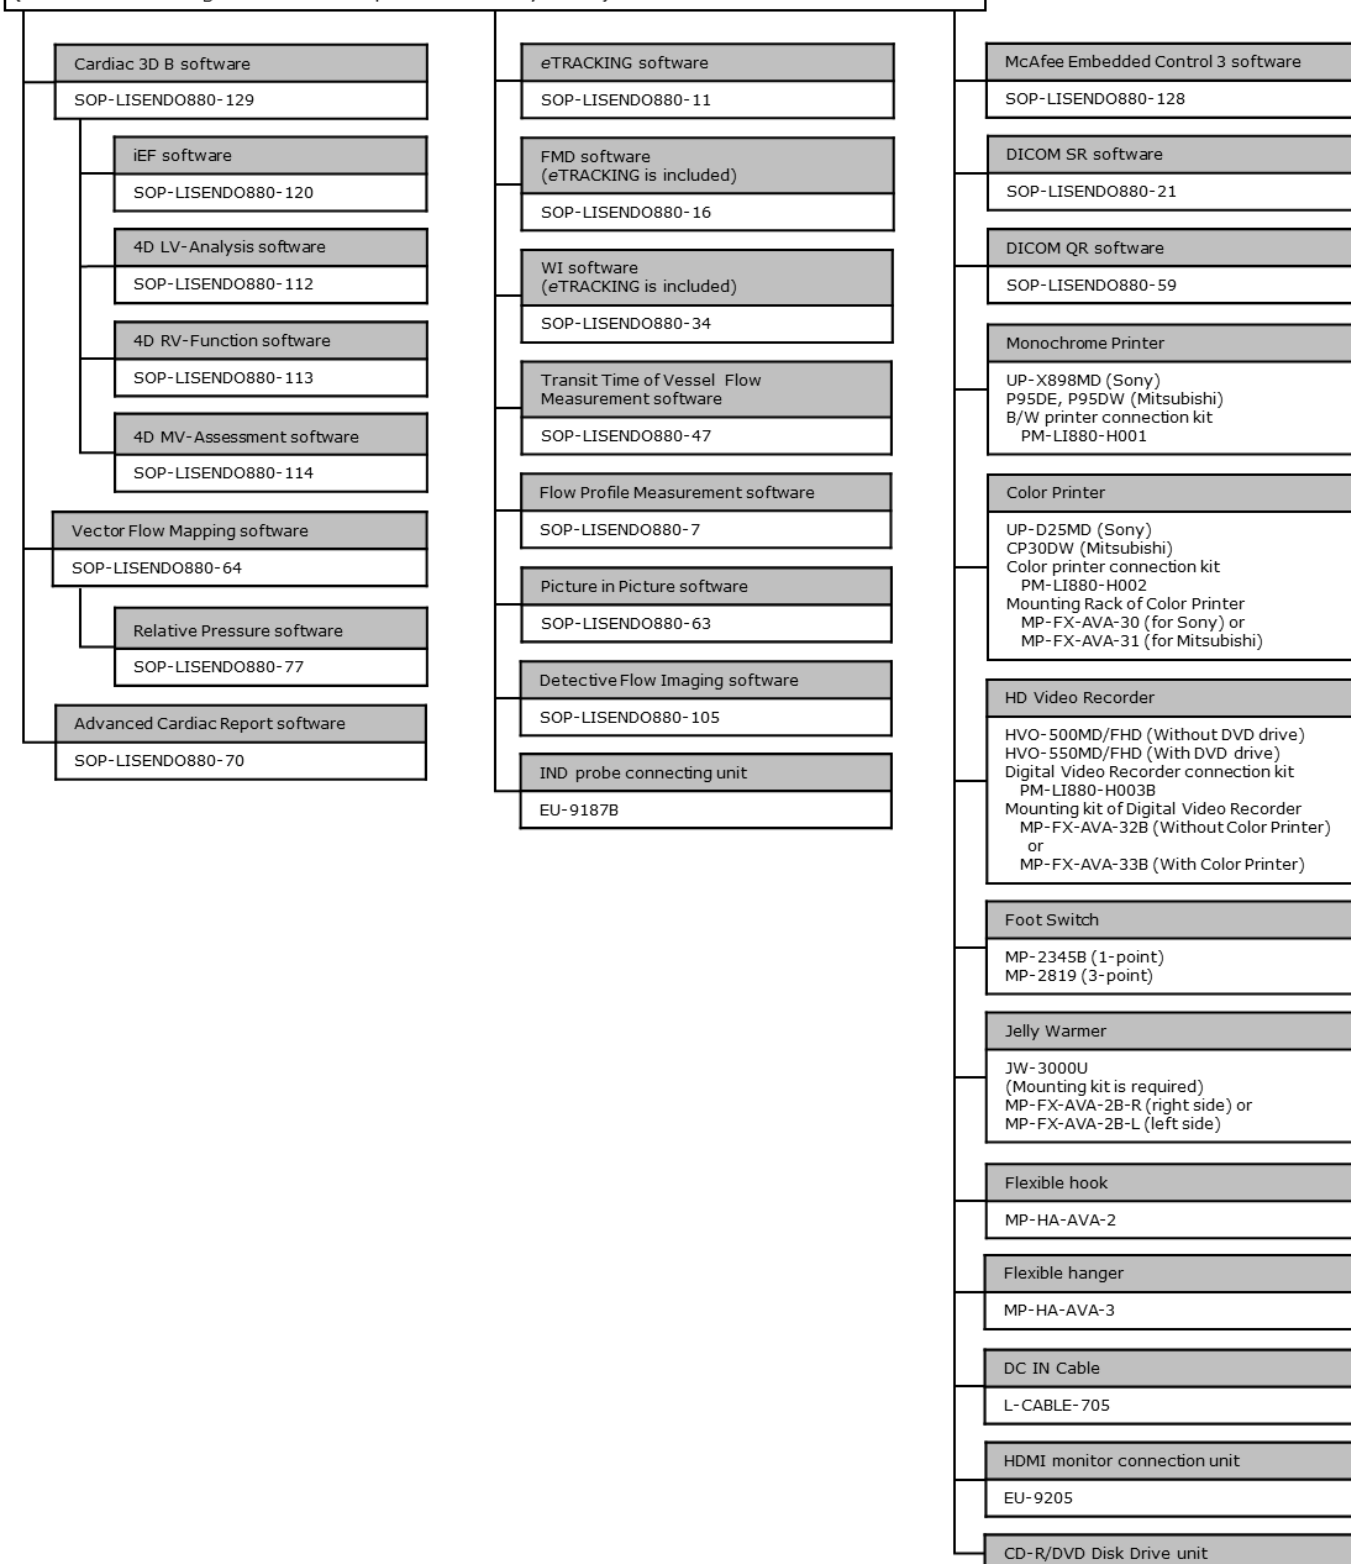 Cardiac 3D B software
SOP-LISENDO880-129
iEF software
SOP-LISENDO880-120
4D LV-Analysis software
SOP-LISENDO880-112
4D RV-Function software
SOP-LISENDO880-113
4D MV-Assessment software
SOP-LISENDO880-114
Vector Flow Mapping software
SOP-LISENDO880-64
Relative Pressure software
SOP-LISENDO880-77
Advanced Cardiac Report software
SOP-LISENDO880-70
eTRACKING software
SOP-LISENDO880-11
FMD software
(eTRACKING is included)
SOP-LISENDO880-16
WI software
(eTRACKING is included)
SOP-LISENDO880-34
Transit Time of Vessel Flow
Measurement software
SOP-LISENDO880-47
Flow Profile Measurement software
SOP-LISENDO880-7
Picture in Picture software
SOP-LISENDO880-63
Detective Flow Imaging software
SOP-LISENDO880-105
IND probe connecting unit
EU-9187B
McAfee Embedded Control 3 software
SOP-LISENDO880-128
DICOM SR software
SOP-LISENDO880-21
DICOM QR software
SOP-LISENDO880-59
Monochrome Printer
UP-X898MD (Sony)
P95DE, P95DW (Mitsubishi)
B/W printer connection kit
PM-LI880-H001
Color Printer
UP-D25MD (Sony)
CP30DW (Mitsubishi)
Color printer connection kit
PM-LI880-H002
Mounting Rack of Color Printer
MP-FX-AVA-30 (for Sony) or
MP-FX-AVA-31 (for Mitsubishi)
HD Video Recorder
HVO-500MD/FHD (Without DVD drive)
HVO-550MD/FHD (With DVD drive)
Digital Video Recorder connection kit
PM-LI880-H003B
Mounting kit of Digital Video Recorder
MP-FX-AVA-32B (Without Color Printer)
or
MP-FX-AVA-33B (With Color Printer)
Foot Switch
MP-2345B (1-point)
MP-2819 (3-point)
Jelly Warmer
JW-3000U
(Mounting kit is required)
MP-FX-AVA-2B-R (right side) or
MP-FX-AVA-2B-L (left side)
Flexible hook
MP-HA-AVA-2
Flexible hanger
MP-HA-AVA-3
DC IN Cable
L-CABLE-705
HDMI monitor connection unit
EU-9205
CD-R/DVD Disk Drive unit